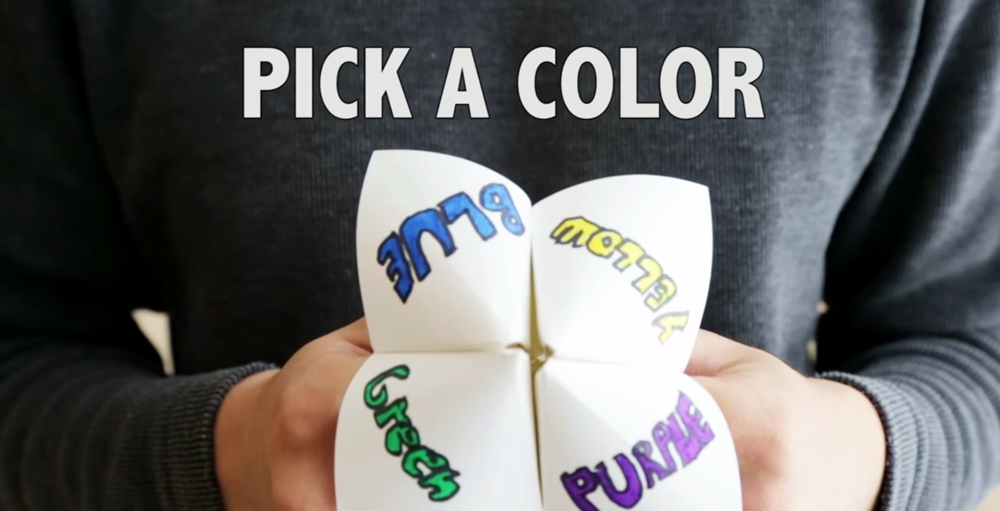 PICK A COLOR
BLUE
YELLOW
Green
PURPLE